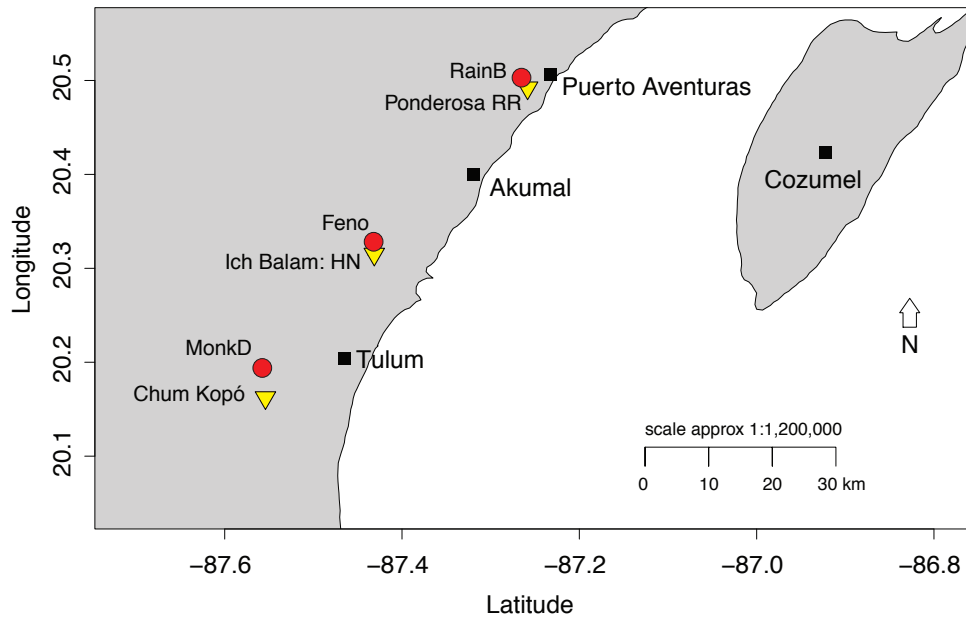 RainB
Ponderosa RR
Puerto Aventuras
Akumal
Cozumel
Feno
Ich Balam: HN
MonkD
Tulum
Chum Kopó
N
scale approx 1:1,200,000
0 10 20 30 km
Longitude
20.5
20.4
20.3
20.2
20.1
−87.6 −87.4 −87.2 −87.0 −86.8
Latitude